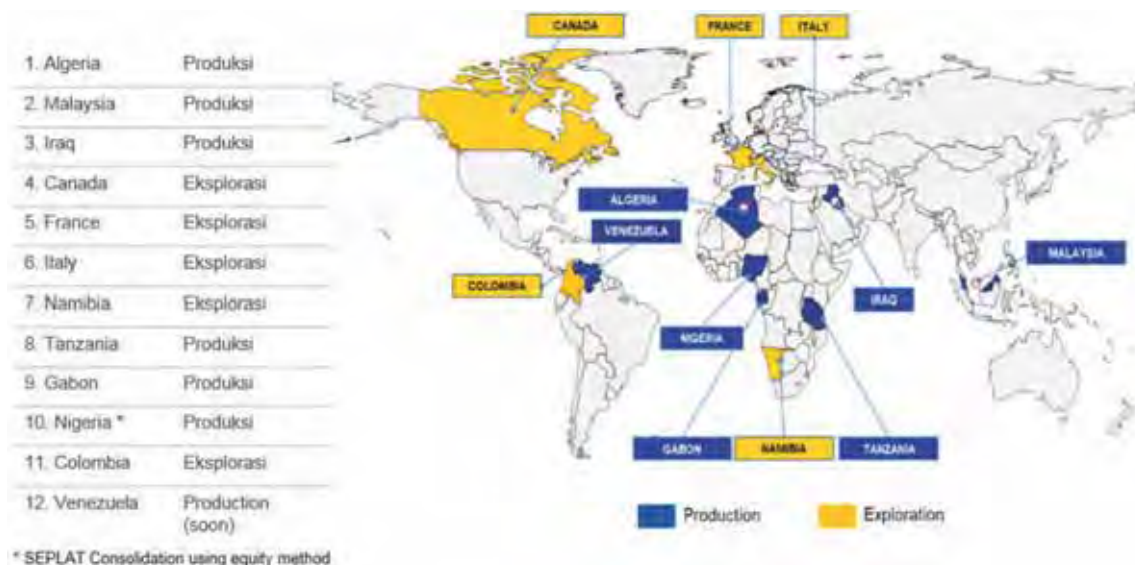 1. Algeria Produksi
2. Malaysia Produksi
3. Iraq Produksi
4. Canada Eksplorasi
5. France Eksplorasi
6. Italy Eksplorasi
7. Namibia Eksplorasi
8. Tanzania Produksi
9. Gabon Produksi
10. Nigeria * Produksi
11. Colombia Eksplorasi
12. Venezuela Production
(soon)
* SEPLAT Consolidation using equity method
CANADA
FRANCE
ITALY
ALGERIA
VENEZUELA
MALAYSIA
COLOMBIA
IRAQ
NIGERIA
GABON
NAMIBIA
TANZANIA
Production
Exploration